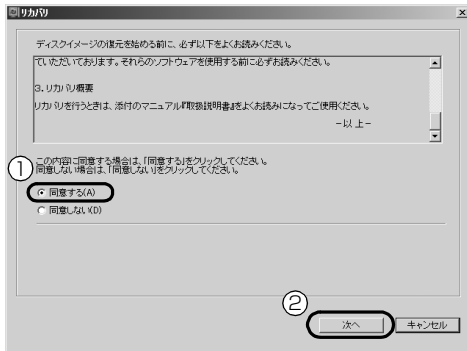 リカバリ
ディスクイメージの復元を始める前に、必ず以下をよくお読みください。
ていただいております。それらのソフトウェアを使用する前に必ずお読みください。
3. リカバリ概要
リカバリを行うときは、添付のマニュアル『取扱説明書』をよくお読みになってご使用ください。
－以 上－
①
この内容に同意する場合は、「同意する」をクリックしてください。
同意しない場合は、「同意しない」をクリックしてください。
同意する(A)
同意しない(D)
②
次へ
キャンセル